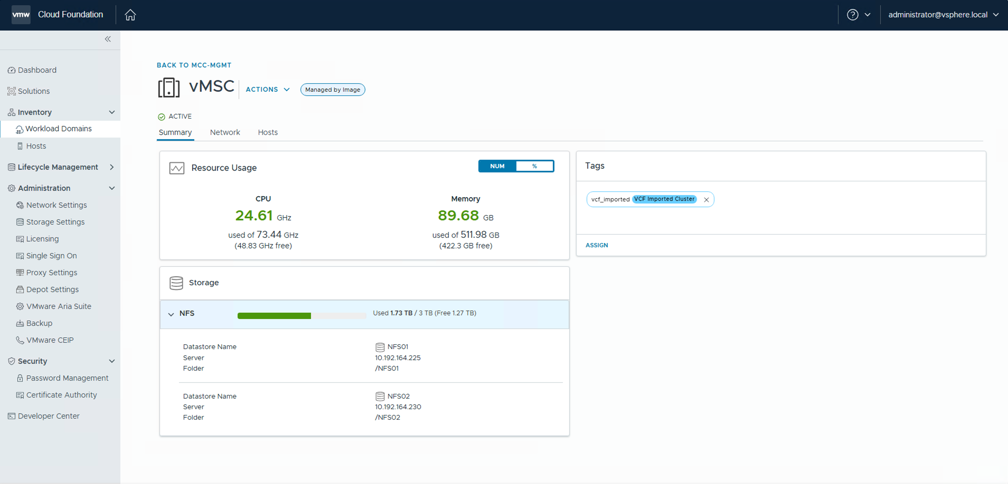 vmw Cloud Foundation
administrator@vsphere.local
Dashboard
Solutions
Inventory
Workload Domains
Hosts
Lifecycle Management
Administration
Network Settings
Storage Settings
Licensing
Single Sign On
Proxy Settings
Depot Settings
VMware Aria Suite
Backup
VMware CEIP
Security
Password Management
Certificate Authority
Developer Center
BACK TO MCC-MGMT
vMSC ACTIONS Managed by Image
ACTIVE
Summary Network Hosts
Resource Usage NUM %
CPU
24.61 GHz
used of 73.44 GHz
(48.83 GHz free)
Memory
89.68 GB
used of 511.98 GB
(422.3 GB free)
Storage
NFS Used 1.73 TB / 3 TB (Free 1.27 TB)
Datastore Name NFS01
Server 10.192.164.225
Folder /NFS01
Datastore Name NFS02
Server 10.192.164.230
Folder /NFS02
Tags
vcf_imported VCF Imported Cluster
ASSIGN